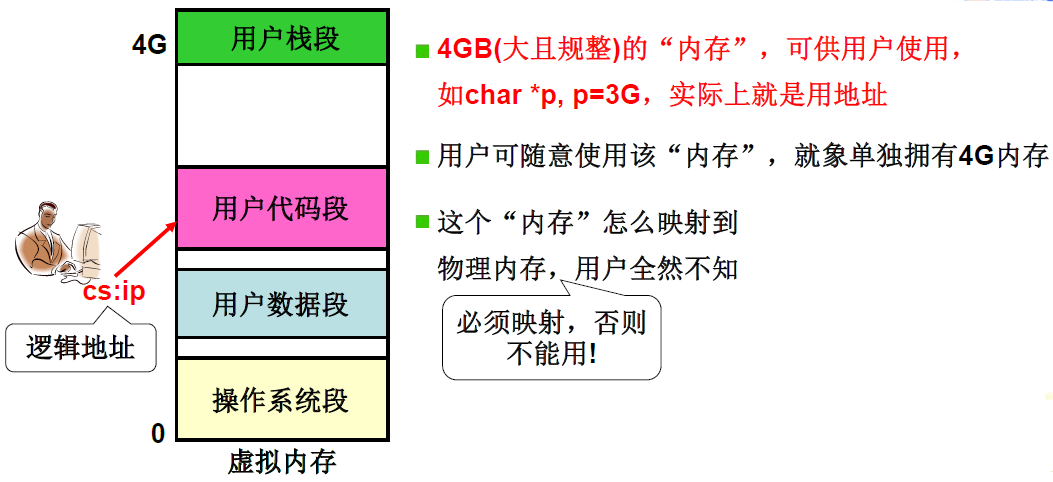 4G
用户栈段
用户代码段
cs:ip
逻辑地址
用户数据段
操作系统段
0
虚拟内存
4GB(大且规整)的“内存”，可供用户使用，
如char *p, p=3G，实际上就是用地址
用户可随意使用该“内存”，就象单独拥有4G内存
这个“内存”怎么映射到
物理内存，用户全然不知
必须映射，否则
不能用!